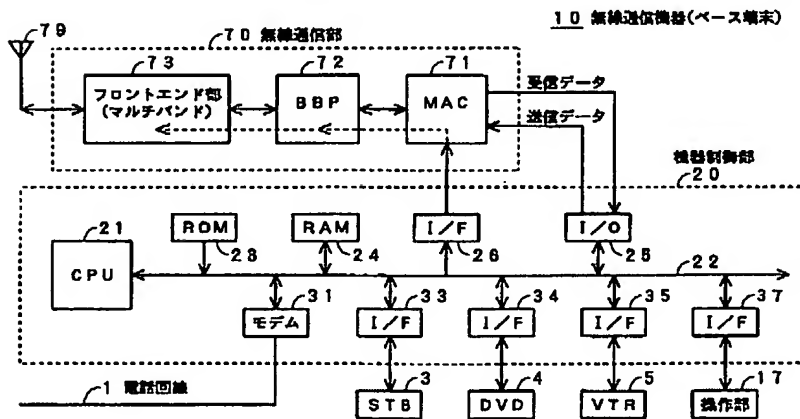 10 無線通信機器(ベース端末)
79
70 無線通信部
73
フロントエンド部
(マルチバンド)
72
BBP
71
MAC
受信データ
送信データ
機器制御部
20
21
CPU
ROM
23
RAM
24
I/F
26
I/O
25
22
31
モデム
33
I/F
34
I/F
35
I/F
37
I/F
1 電話回線
3
STB
4
DVD
5
VTR
17
操作部